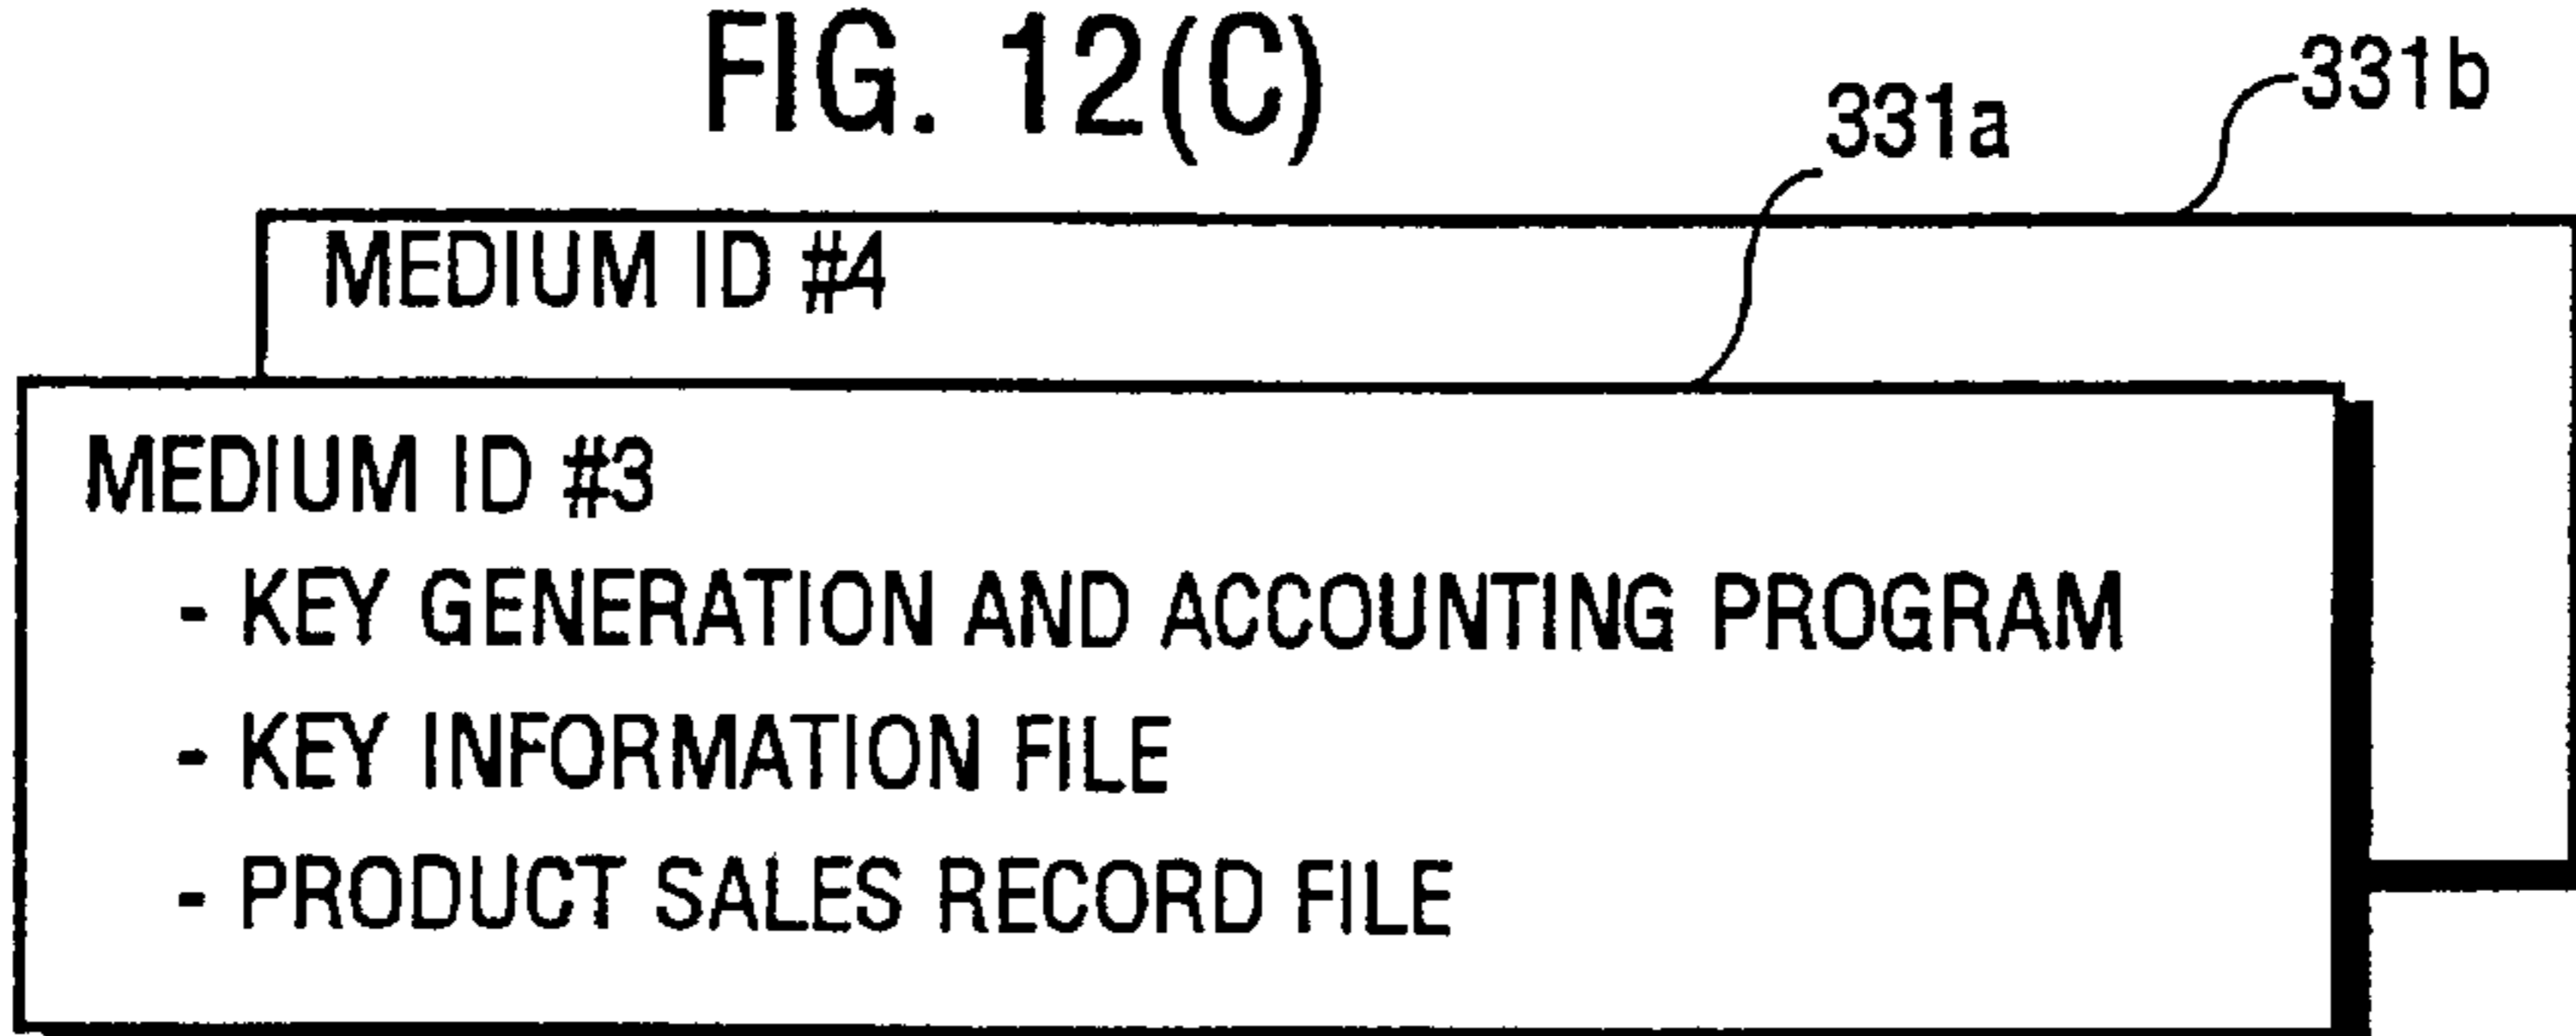 FIG. 12(C)
331b
331a
MEDIUM ID #4
MEDIUM ID #3
- KEY GENERATION AND ACCOUNTING PROGRAM
- KEY INFORMATION FILE
- PRODUCT SALES RECORD FILE